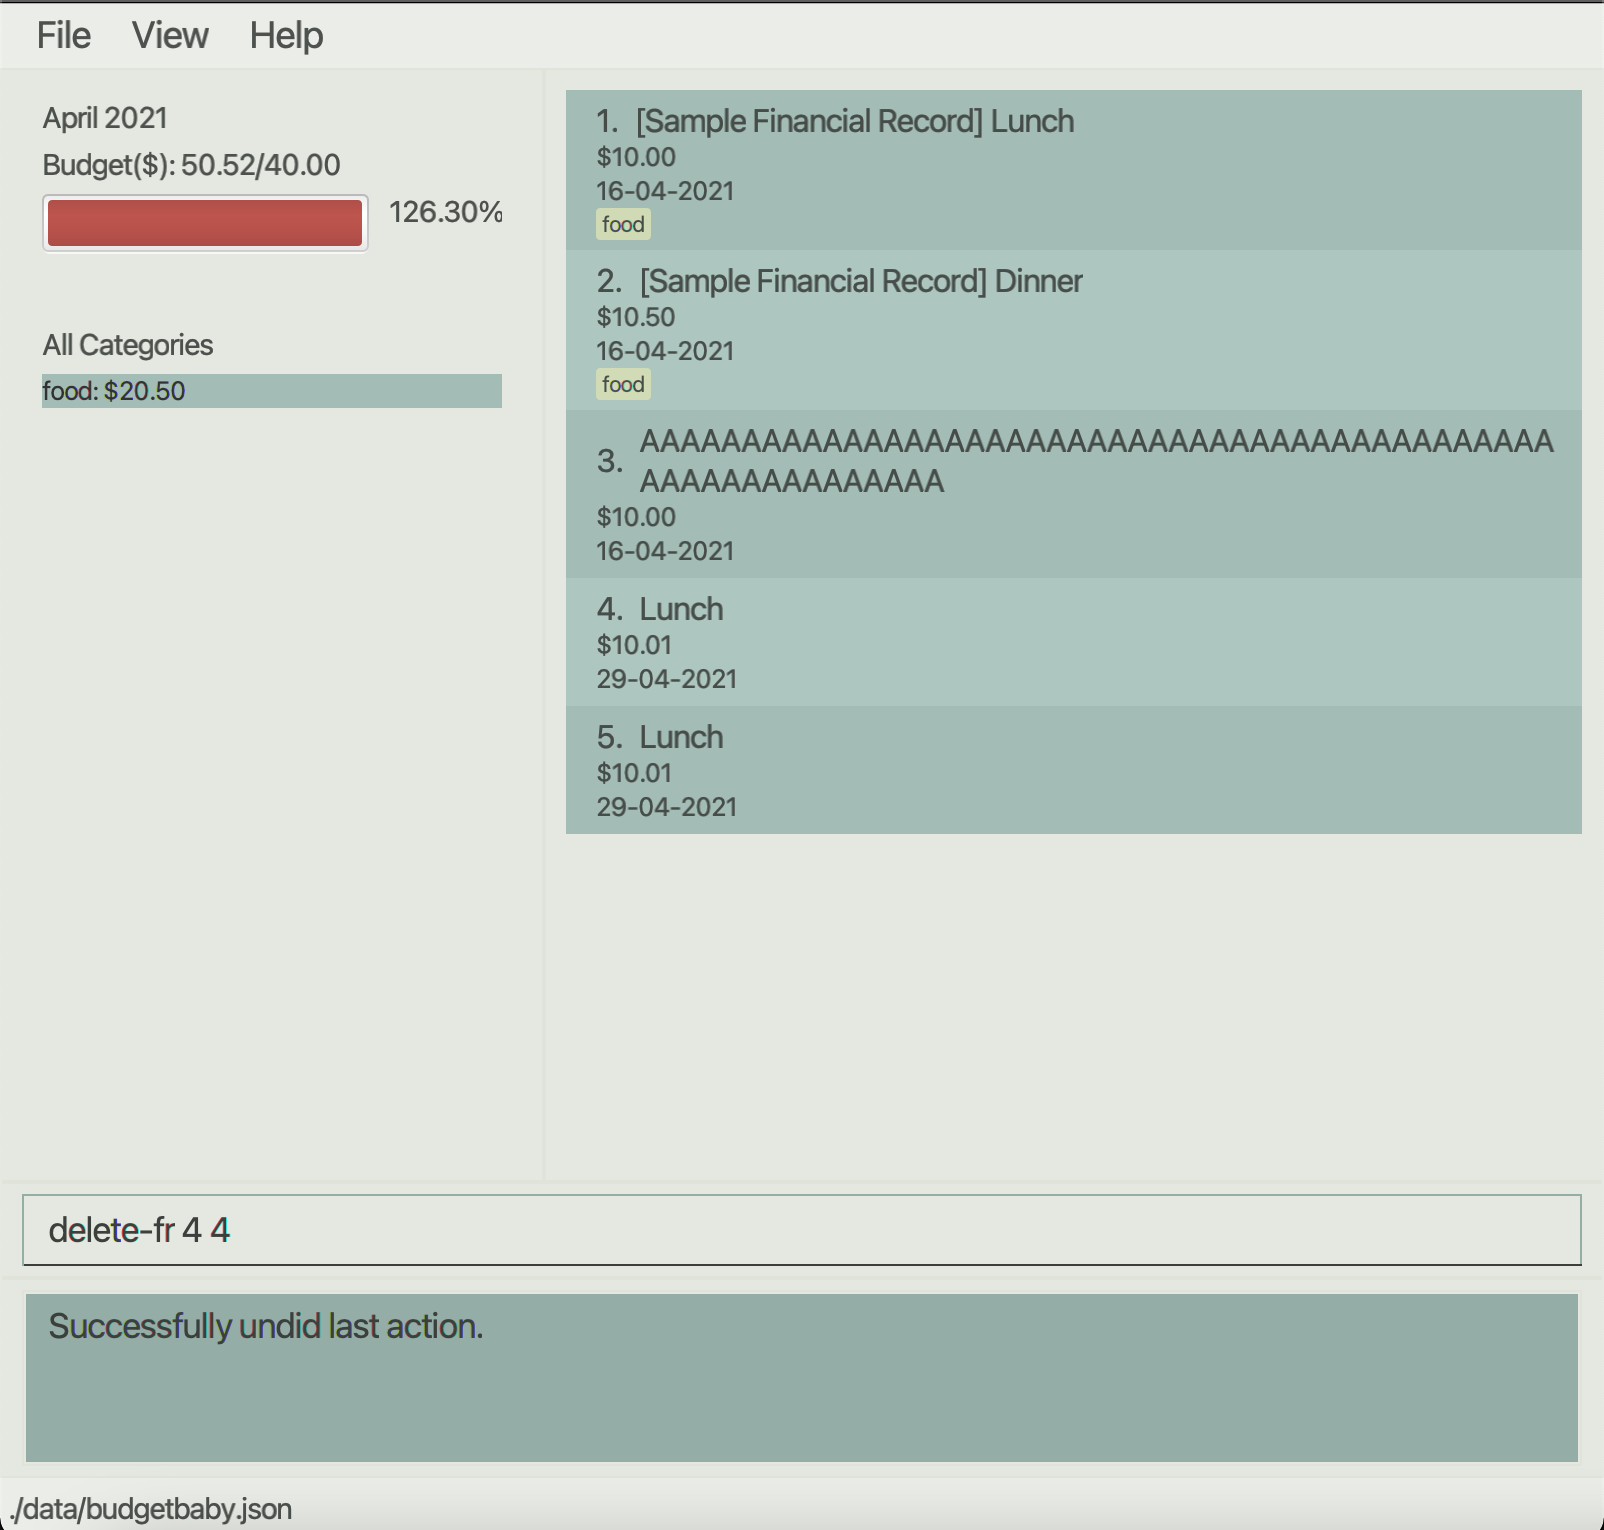 File View Help
April 2021
Budget($): 50.52/40.00
126.30%
All Categories
food: $20.50
1. [Sample Financial Record] Lunch
$10.00
16-04-2021
food
2. [Sample Financial Record] Dinner
$10.50
16-04-2021
food
3. AAAAAAAAAAAAAAAAAAAAAAAAAAAAAAAAAAAAAAAAAAAAA
AAAAAAAAAAAAAAA
$10.00
16-04-2021
4. Lunch
$10.01
29-04-2021
5. Lunch
$10.01
29-04-2021
delete-fr 4 4
Successfully undid last action.
./data/budgetbaby.json